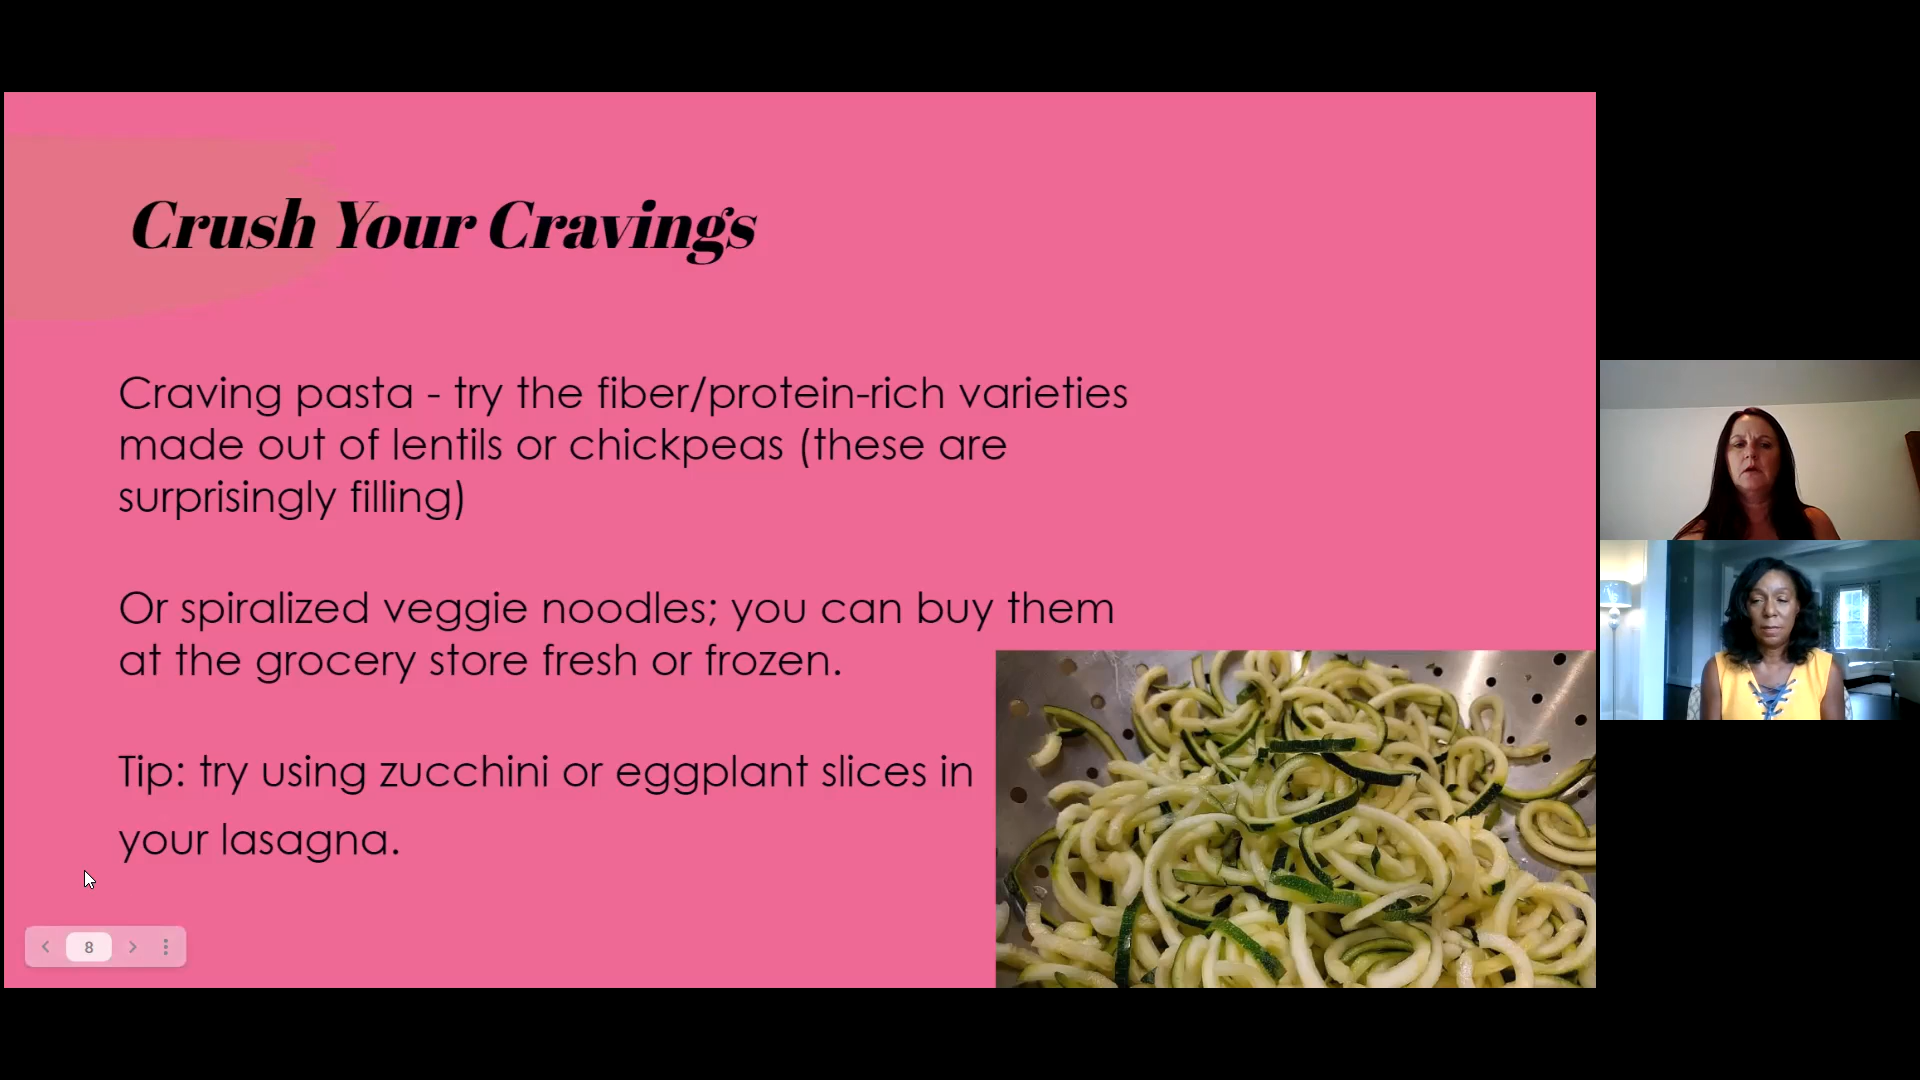 Crush Your Cravings
Craving pasta - try the fiber/protein-rich varieties
made out of lentils or chickpeas (these are
surprisingly filling)
Or spiralized veggie noodles; you can buy them
at the grocery store fresh or frozen.
Tip: try using zucchini or eggplant slices in
your lasagna.
8